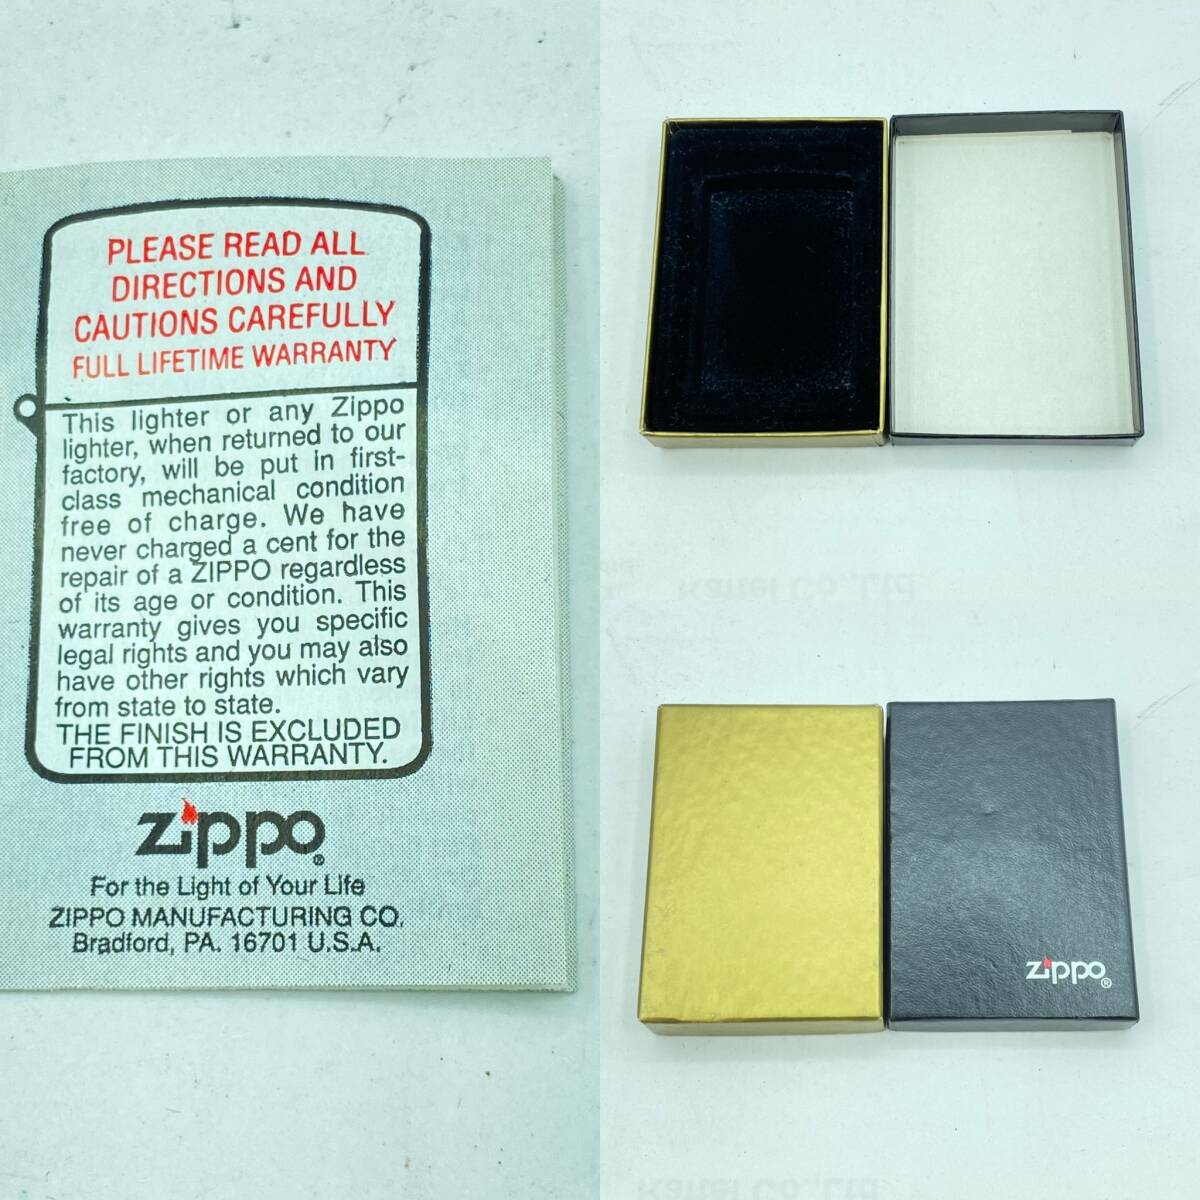 PLEASE READ ALL
DIRECTIONS AND
CAUTIONS CAREFULLY
FULL LIFETIME WARRANTY
This lighter or any Zippo
lighter, when returned to our
factory, will be put in first-
class mechanical condition
free of charge. We have
never charged a cent for the
repair of a ZIPPO regardless
of its age or condition. This
warranty gives you specific
legal rights and you may also
have other rights which vary
from state to state.
THE FINISH IS EXCLUDED
FROM THIS WARRANTY.
zippo®
For the Light of Your Life
ZIPPO MANUFACTURING CO.
Bradford, PA. 16701 U.S.A.
zippo®